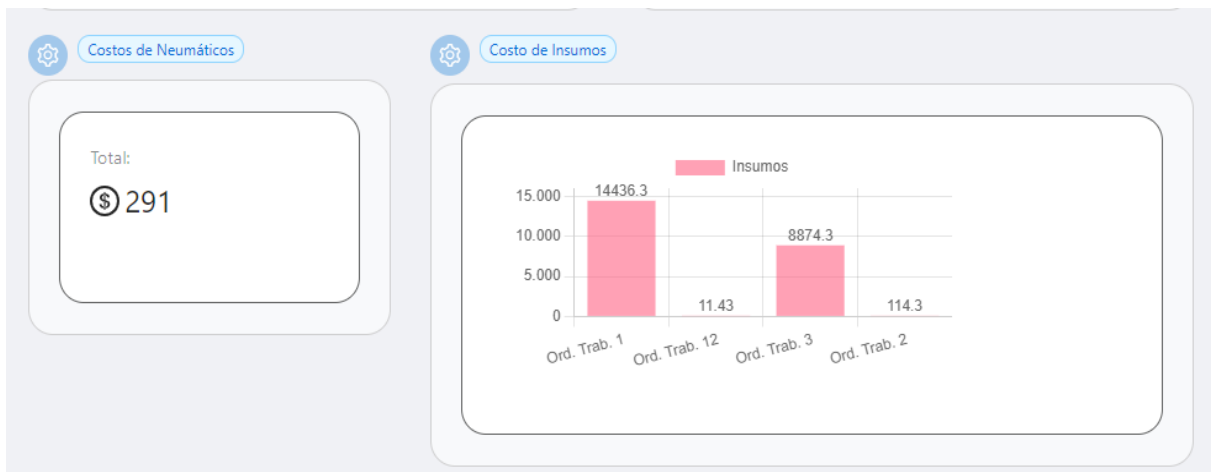 Costos de Neumáticos
Costo de Insumos
Total:
$ 291
Insumos
15.000
14436.3
10.000
8874.3
5.000
11.43
114.3
0
Ord. Trab. 1
Ord. Trab. 12
Ord. Trab. 3
Ord. Trab. 2